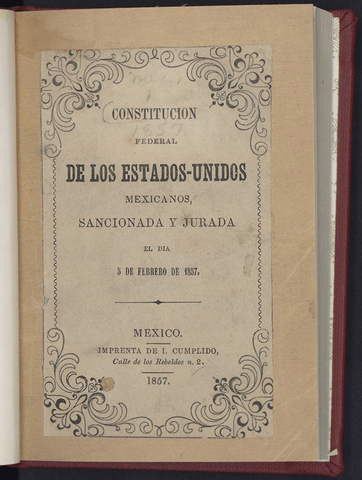 CONSTITUCION
1857
FEDERAL
DE LOS ESTADOS-UNIDOS
MEXICANOS,
SANCIONADA Y JURADA
EL DIA
5 DE FEBRERO DE 1857.
MEXICO.
IMPRENTA DE I. CUMPLIDO,
Calle de los Rebeldes n. 2.
1857.